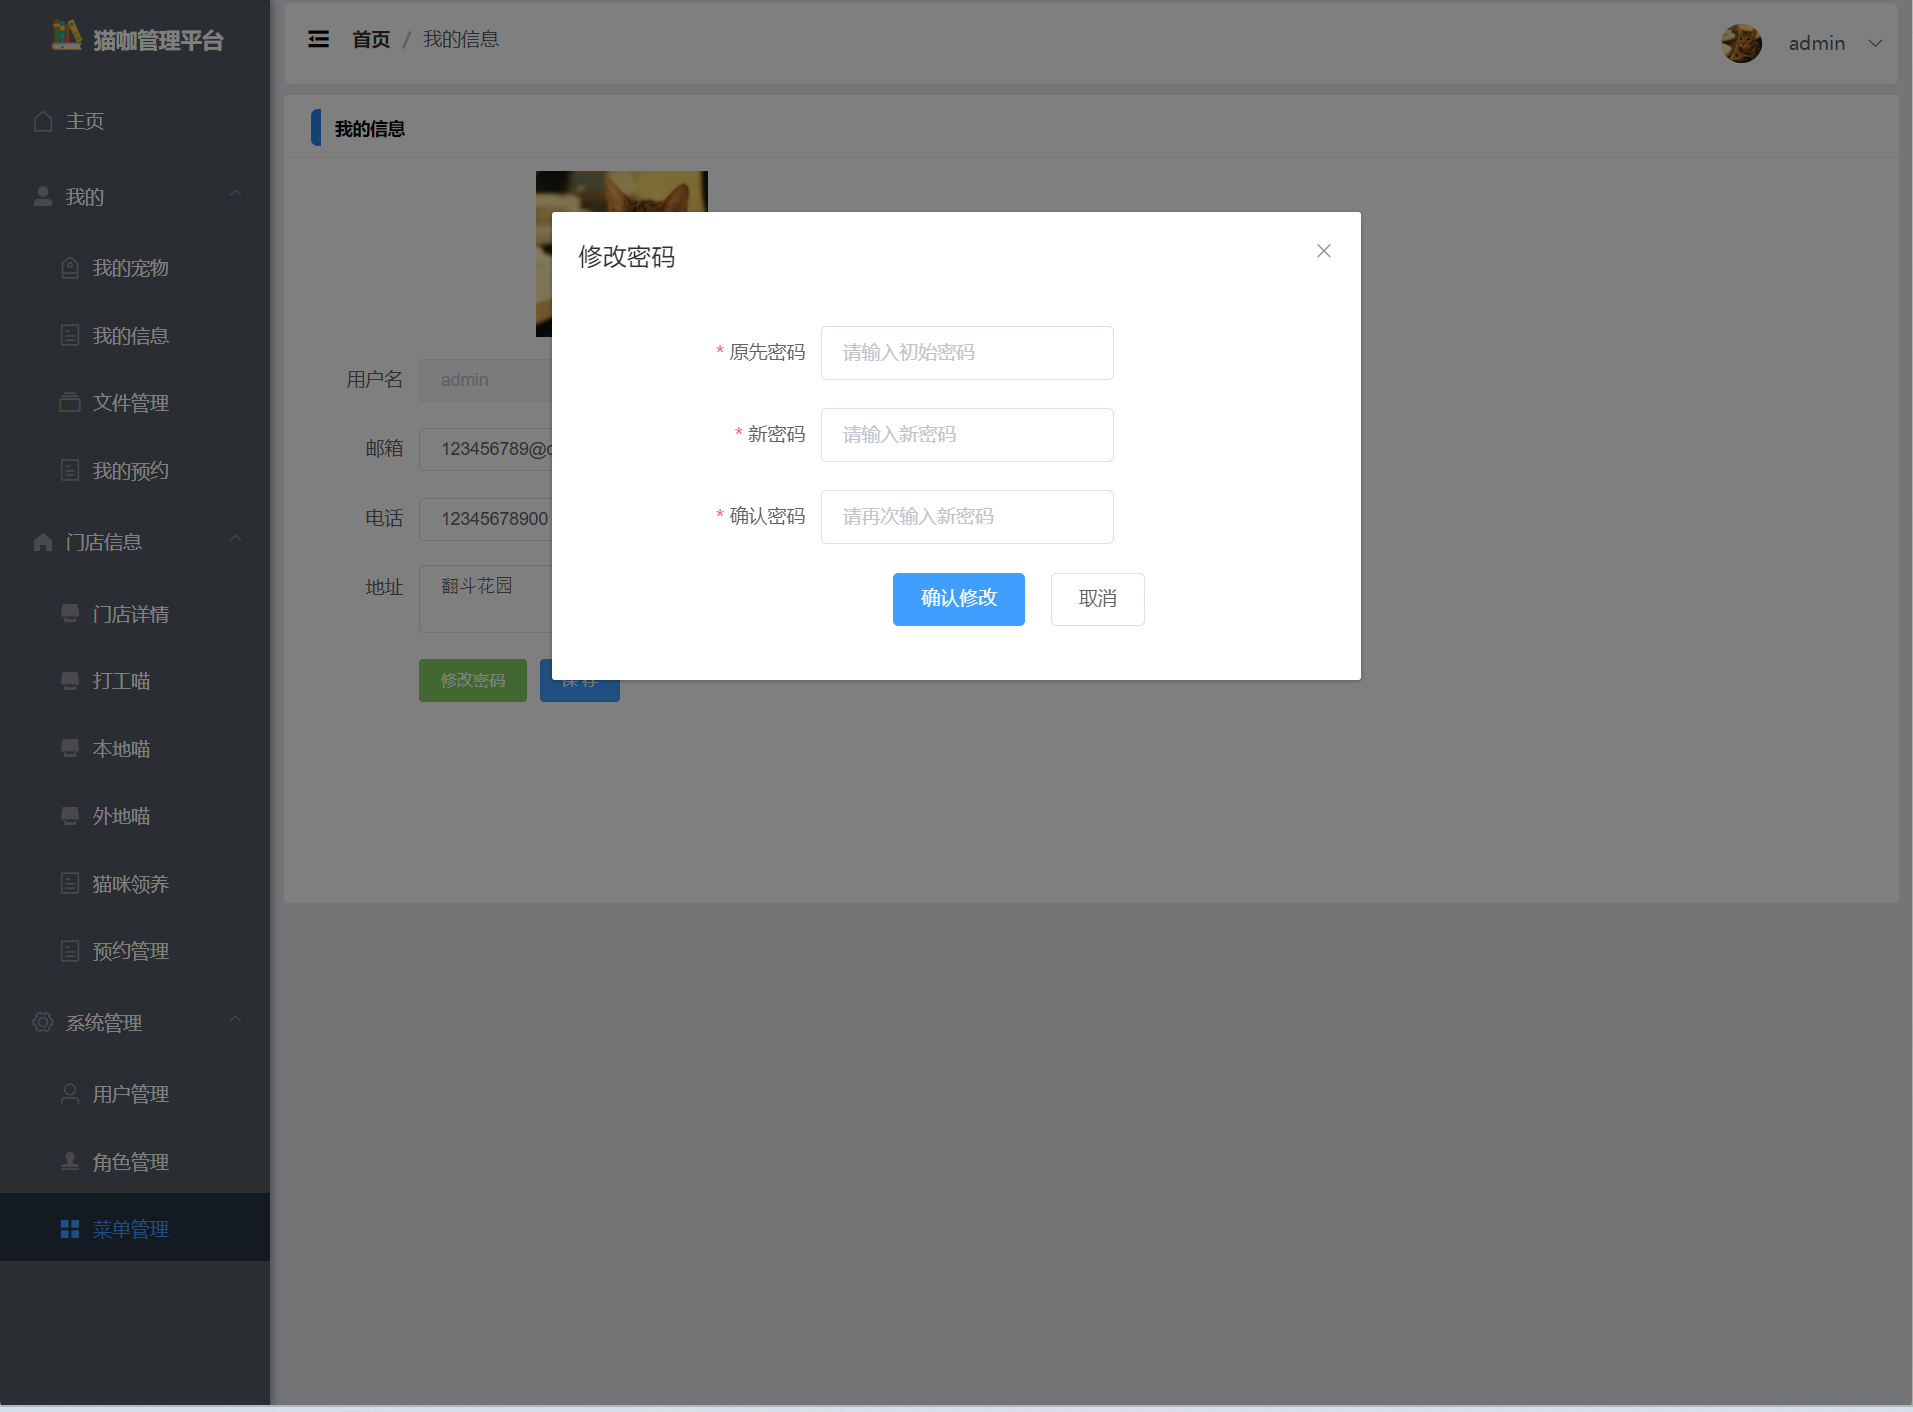 猫咖管理平台
首页 / 我的信息
admin
主页
我的
我的宠物
我的信息
文件管理
我的预约
门店信息
门店详情
打工喵
本地喵
外地喵
猫咪领养
预约管理
系统管理
用户管理
角色管理
菜单管理
我的信息
用户名 admin
邮箱 123456789@
电话 12345678900
地址 翻斗花园
修改密码
修改密码
* 原先密码 请输入初始密码
* 新密码 请输入新密码
* 确认密码 请再次输入新密码
确认修改 取消